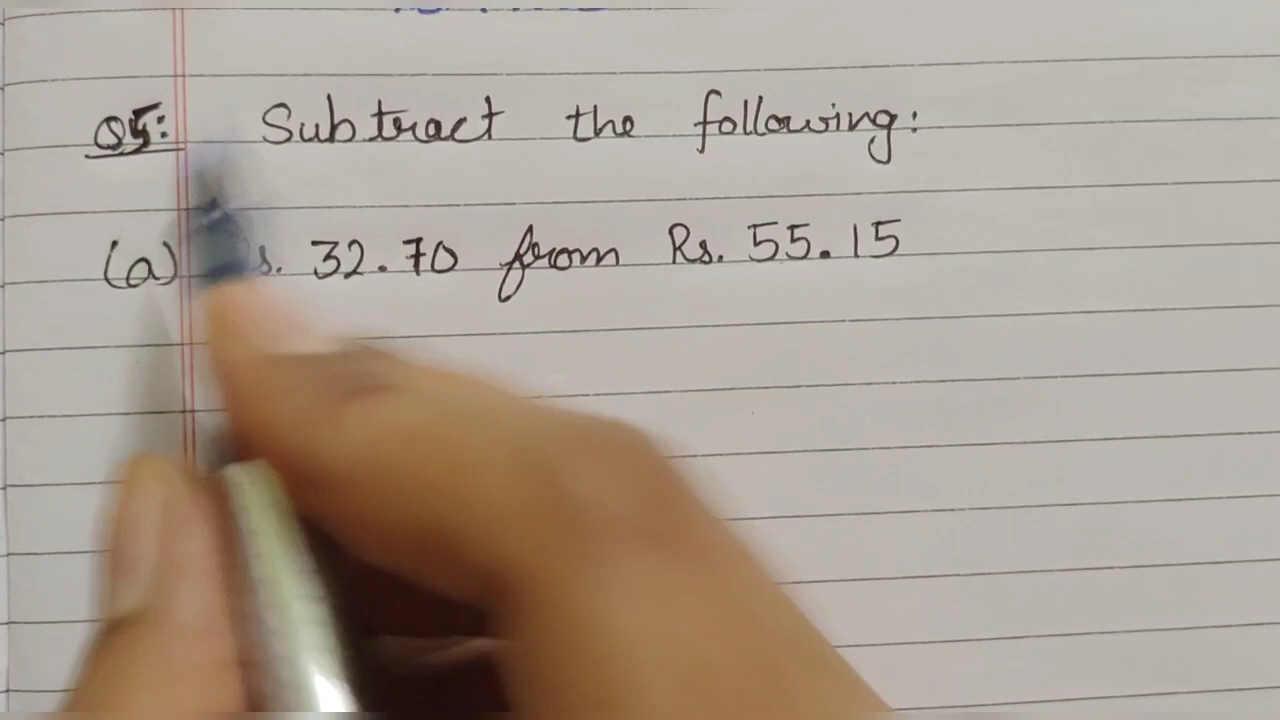 Q5: Subtract the following:
(a) s. 32.70 from Rs. 55.15